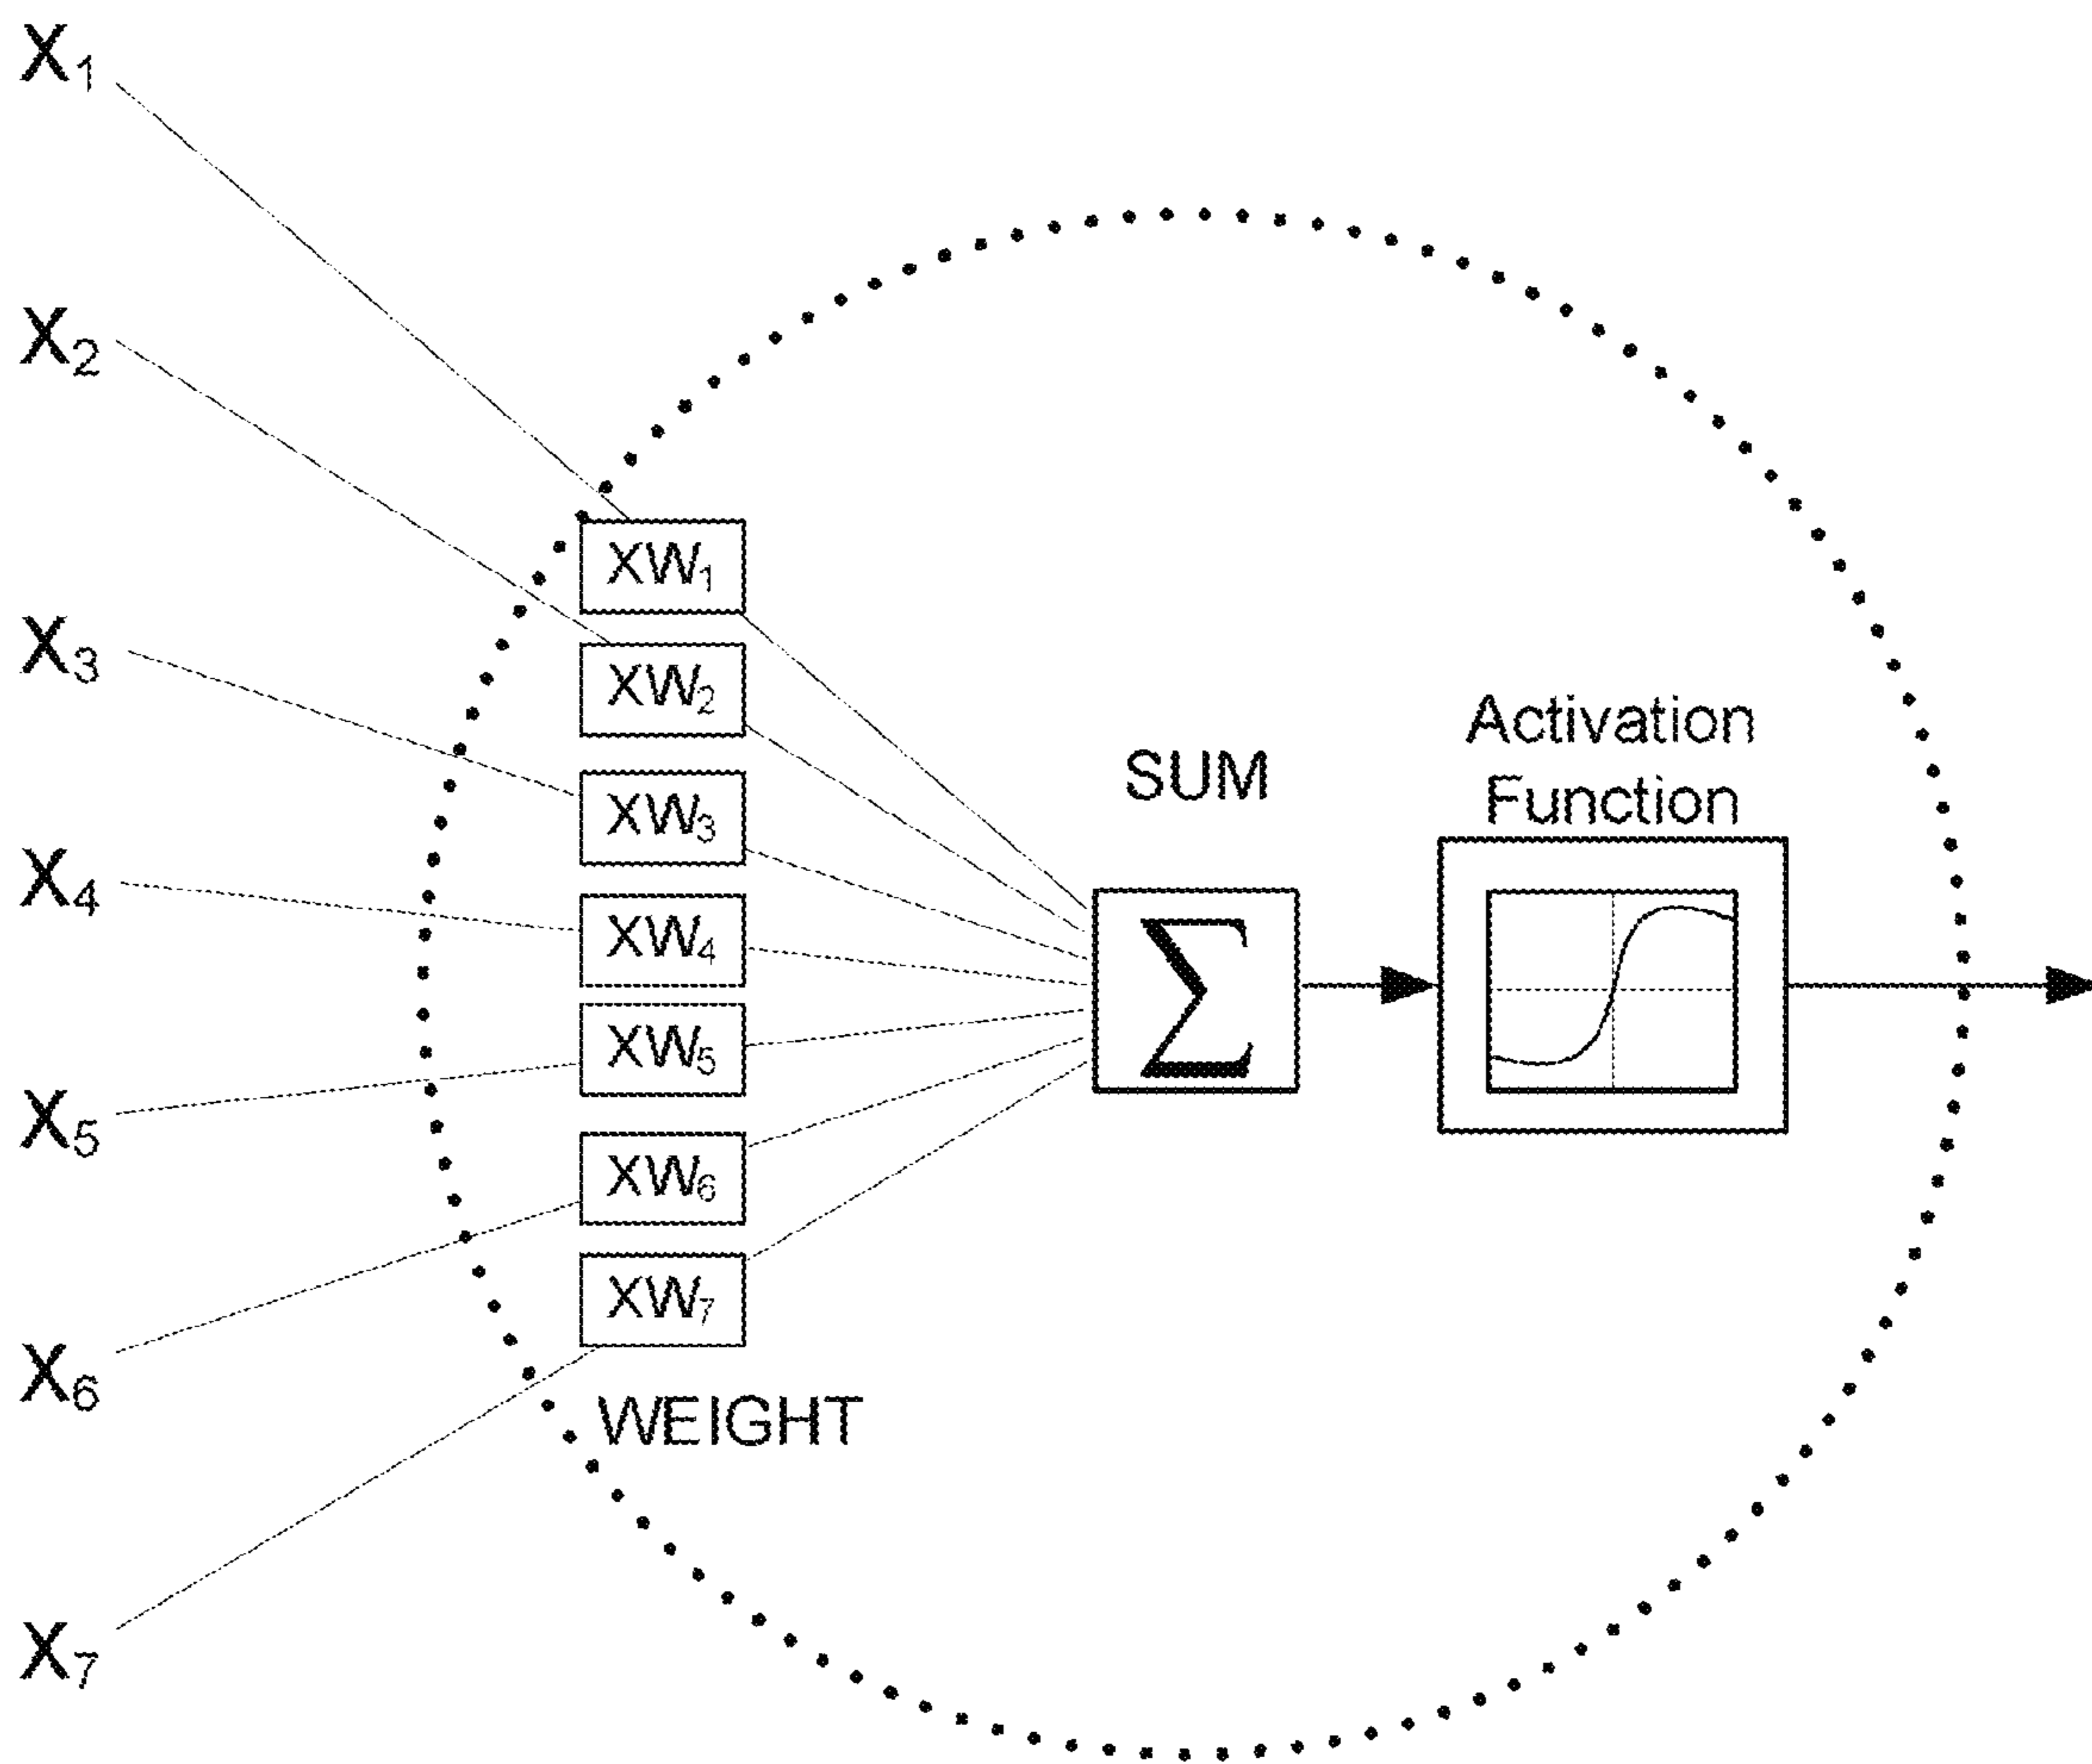 X₁
X₂
X₃
X₄
X₅
X₆
X₇
XW₁
XW₂
XW₃
XW₄
XW₅
XW₆
XW₇
WEIGHT
SUM
Σ
Activation
Function